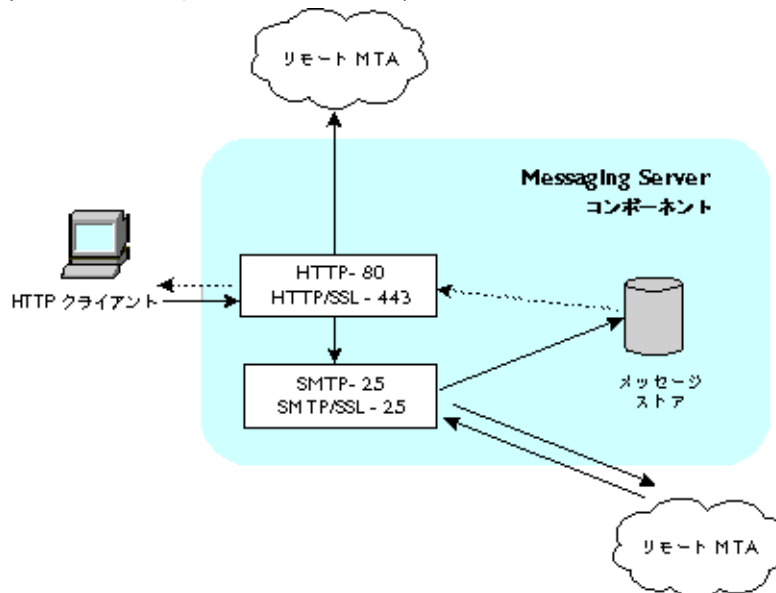 リモート MTA
Messaging Server
コンポーネント
HTTP- 80
HTTP/SSL - 443
HTTP クライアント
SMTP- 25
SMTP/SSL - 25
メッセージ
ストア
リモート MTA